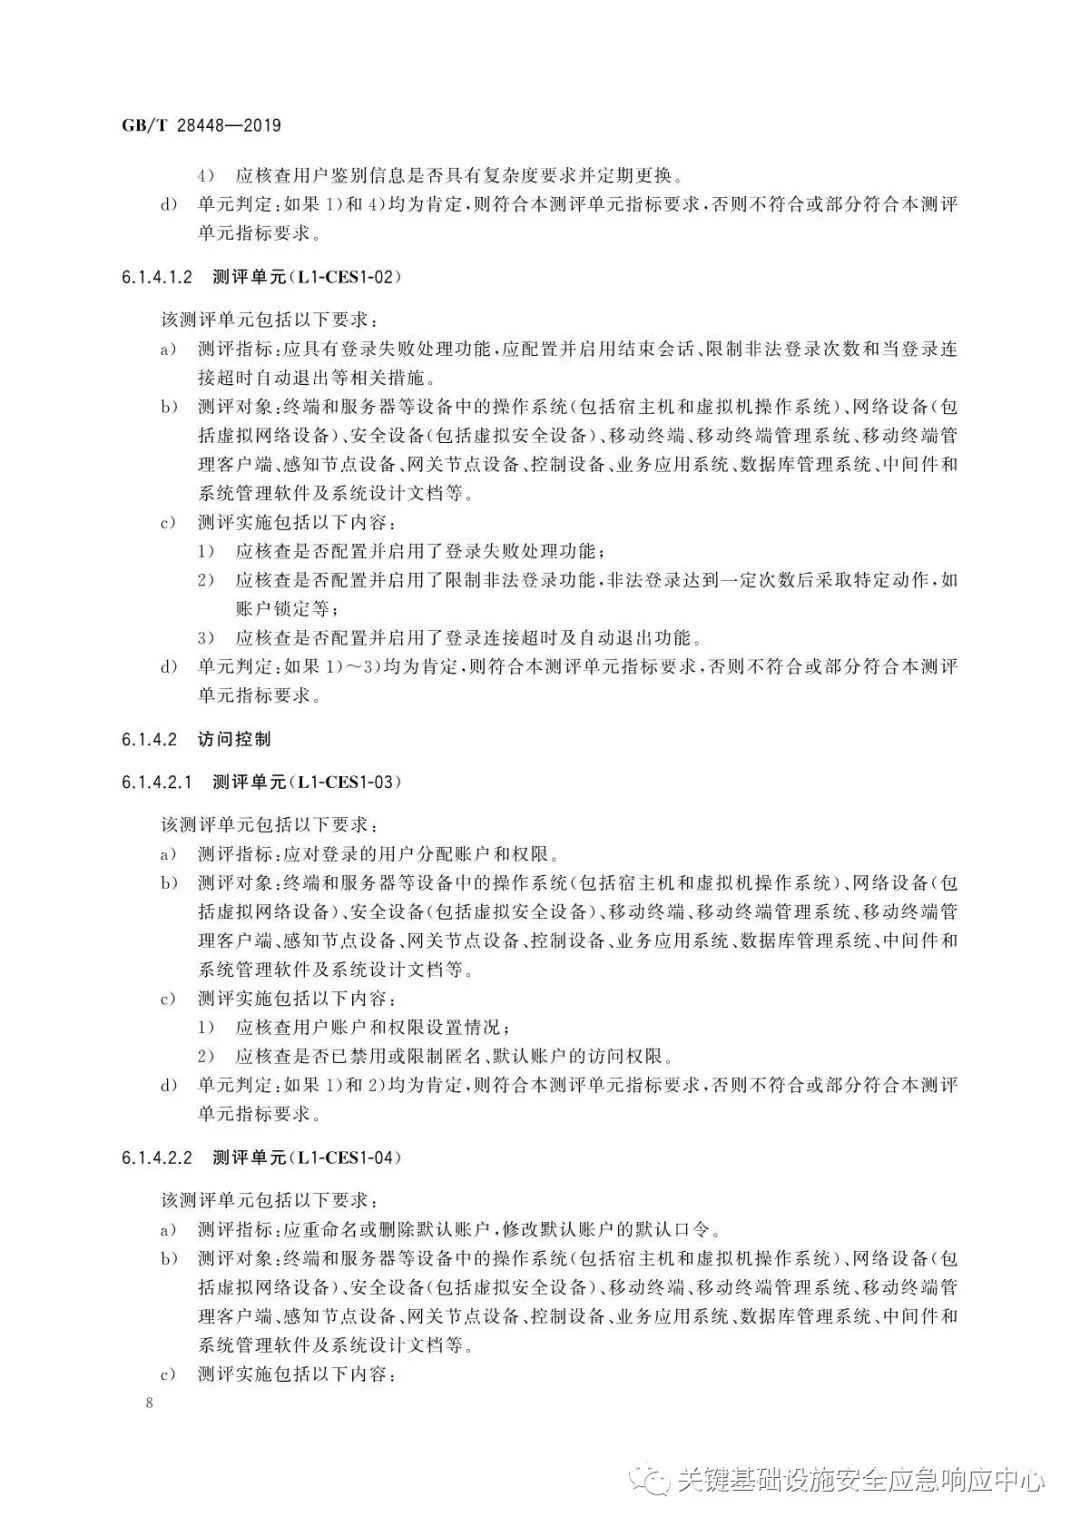 GB/T 28448—2019
4) 应核查用户鉴别信息是否具有复杂度要求并定期更换。
d) 单元判定:如果 1)和 4)均为肯定,则符合本测评单元指标要求,否则不符合或部分符合本测评
单元指标要求。
6.1.4.1.2 测评单元(L1-CES1-02)
该测评单元包括以下要求:
a) 测评指标:应具有登录失败处理功能,应配置并启用结束会话、限制非法登录次数和当登录连
接超时自动退出等相关措施。
b) 测评对象:终端和服务器等设备中的操作系统(包括宿主机和虚拟机操作系统)、网络设备(包
括虚拟网络设备)、安全设备(包括虚拟安全设备)、移动终端、移动终端管理系统、移动终端管
理客户端、感知节点设备、网关节点设备、控制设备、业务应用系统、数据库管理系统、中间件和
系统管理软件及系统设计文档等。
c) 测评实施包括以下内容:
1) 应核查是否配置并启用了登录失败处理功能;
2) 应核查是否配置并启用了限制非法登录功能,非法登录达到一定次数后采取特定动作,如
账户锁定等;
3) 应核查是否配置并启用了登录连接超时及自动退出功能。
d) 单元判定:如果 1)～3)均为肯定,则符合本测评单元指标要求,否则不符合或部分符合本测评
单元指标要求。
6.1.4.2 访问控制
6.1.4.2.1 测评单元(L1-CES1-03)
该测评单元包括以下要求:
a) 测评指标:应对登录的用户分配账户和权限。
b) 测评对象:终端和服务器等设备中的操作系统(包括宿主机和虚拟机操作系统)、网络设备(包
括虚拟网络设备)、安全设备(包括虚拟安全设备)、移动终端、移动终端管理系统、移动终端管
理客户端、感知节点设备、网关节点设备、控制设备、业务应用系统、数据库管理系统、中间件和
系统管理软件及系统设计文档等。
c) 测评实施包括以下内容:
1) 应核查用户账户和权限设置情况;
2) 应核查是否已禁用或限制匿名、默认账户的访问权限。
d) 单元判定:如果 1)和 2)均为肯定,则符合本测评单元指标要求,否则不符合或部分符合本测评
单元指标要求。
6.1.4.2.2 测评单元(L1-CES1-04)
该测评单元包括以下要求:
a) 测评指标:应重命名或删除默认账户,修改默认账户的默认口令。
b) 测评对象:终端和服务器等设备中的操作系统(包括宿主机和虚拟机操作系统)、网络设备(包
括虚拟网络设备)、安全设备(包括虚拟安全设备)、移动终端、移动终端管理系统、移动终端管
理客户端、感知节点设备、网关节点设备、控制设备、业务应用系统、数据库管理系统、中间件和
系统管理软件及系统设计文档等。
c) 测评实施包括以下内容:
8
关键基础设施安全应急响应中心